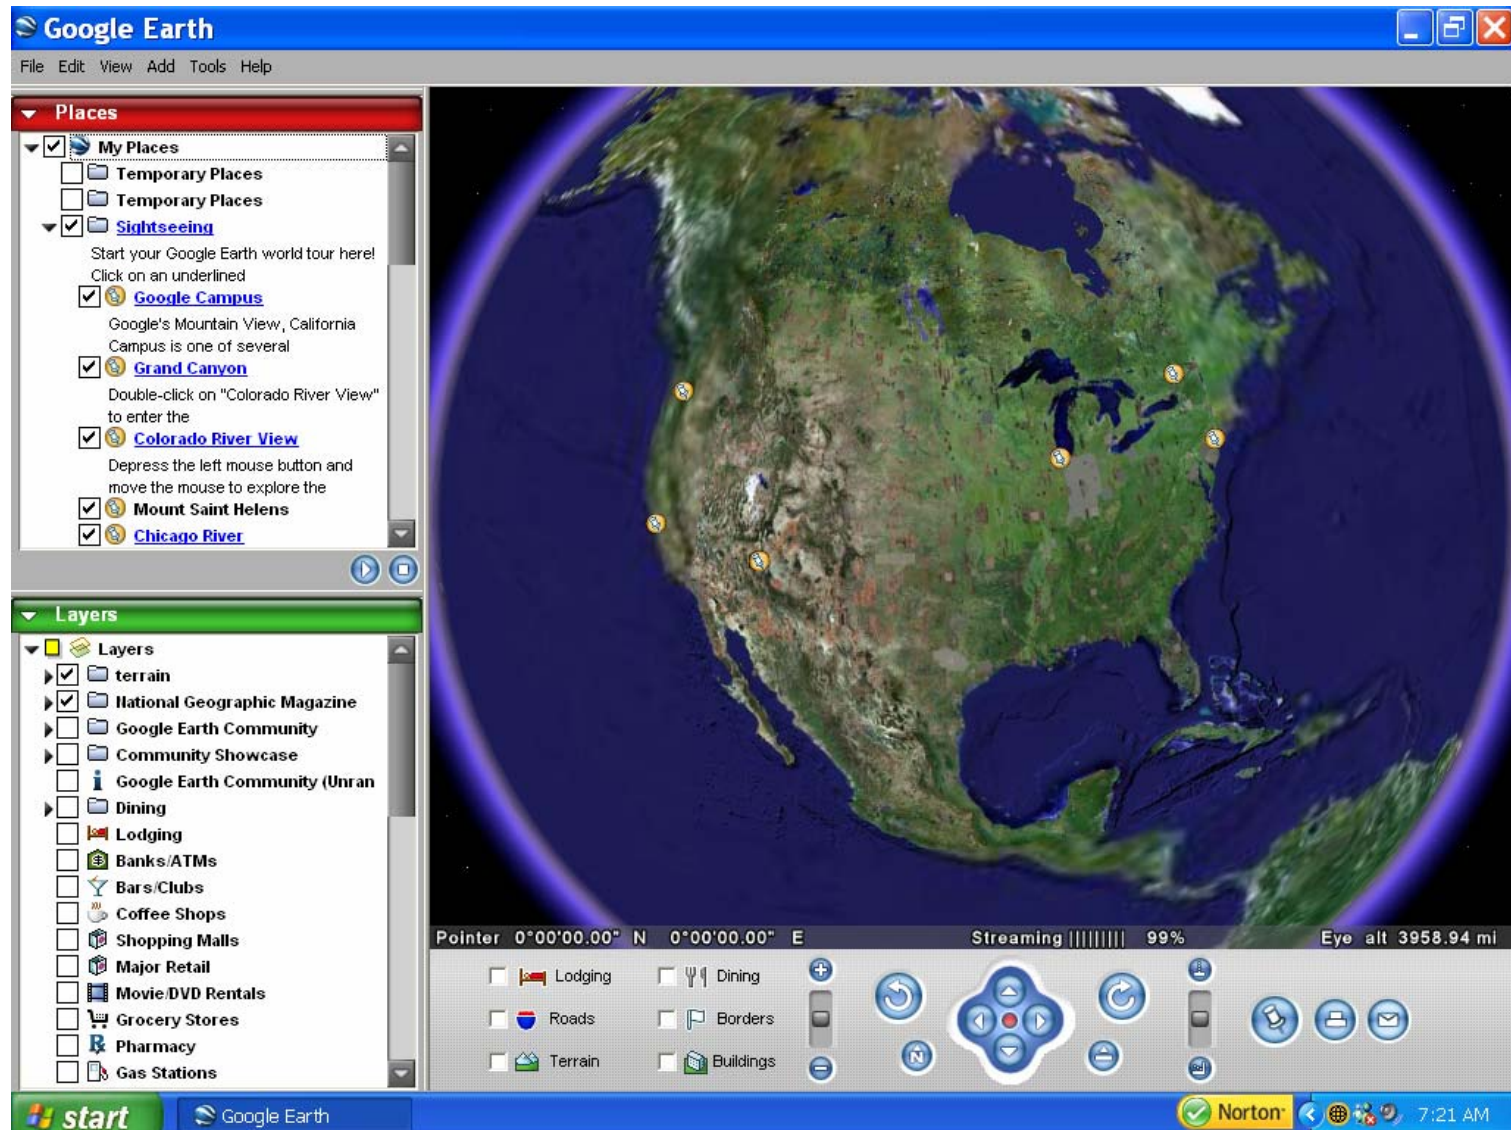 Google Earth
File Edit View Add Tools Help
Places
My Places
Temporary Places
Temporary Places
Sightseeing
Start your Google Earth world tour here!
Click on an underlined
Google Campus
Google's Mountain View, California
Campus is one of several
Grand Canyon
Double-click on "Colorado River View"
to enter the
Colorado River View
Depress the left mouse button and
move the mouse to explore the
Mount Saint Helens
Chicago River
Layers
Layers
terrain
National Geographic Magazine
Google Earth Community
Community Showcase
Google Earth Community (Unran
Dining
Lodging
Banks/ATMs
Bars/Clubs
Coffee Shops
Shopping Malls
Major Retail
Movie/DVD Rentals
Grocery Stores
Pharmacy
Gas Stations
Pointer 0°00'00.00" N 0°00'00.00" E Streaming ||||||||| 99% Eye alt 3958.94 mi
Lodging Dining
Roads Borders
Terrain Buildings
N
start Google Earth Norton 7:21 AM